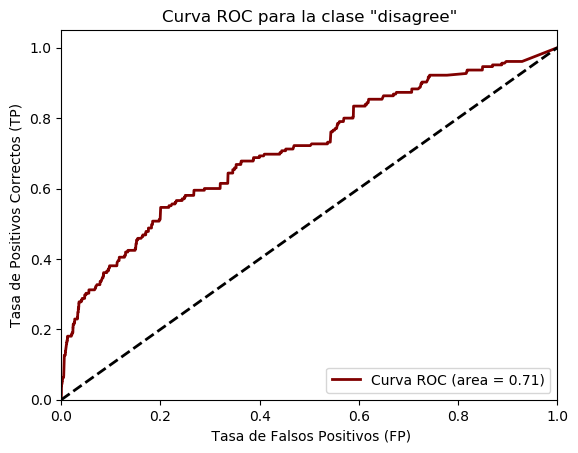 Curva ROC para la clase "disagree"
Tasa de Positivos Correctos (TP)
1.0
0.8
0.6
0.4
0.2
0.0
Curva ROC (area = 0.71)
0.0 0.2 0.4 0.6 0.8 1.0
Tasa de Falsos Positivos (FP)